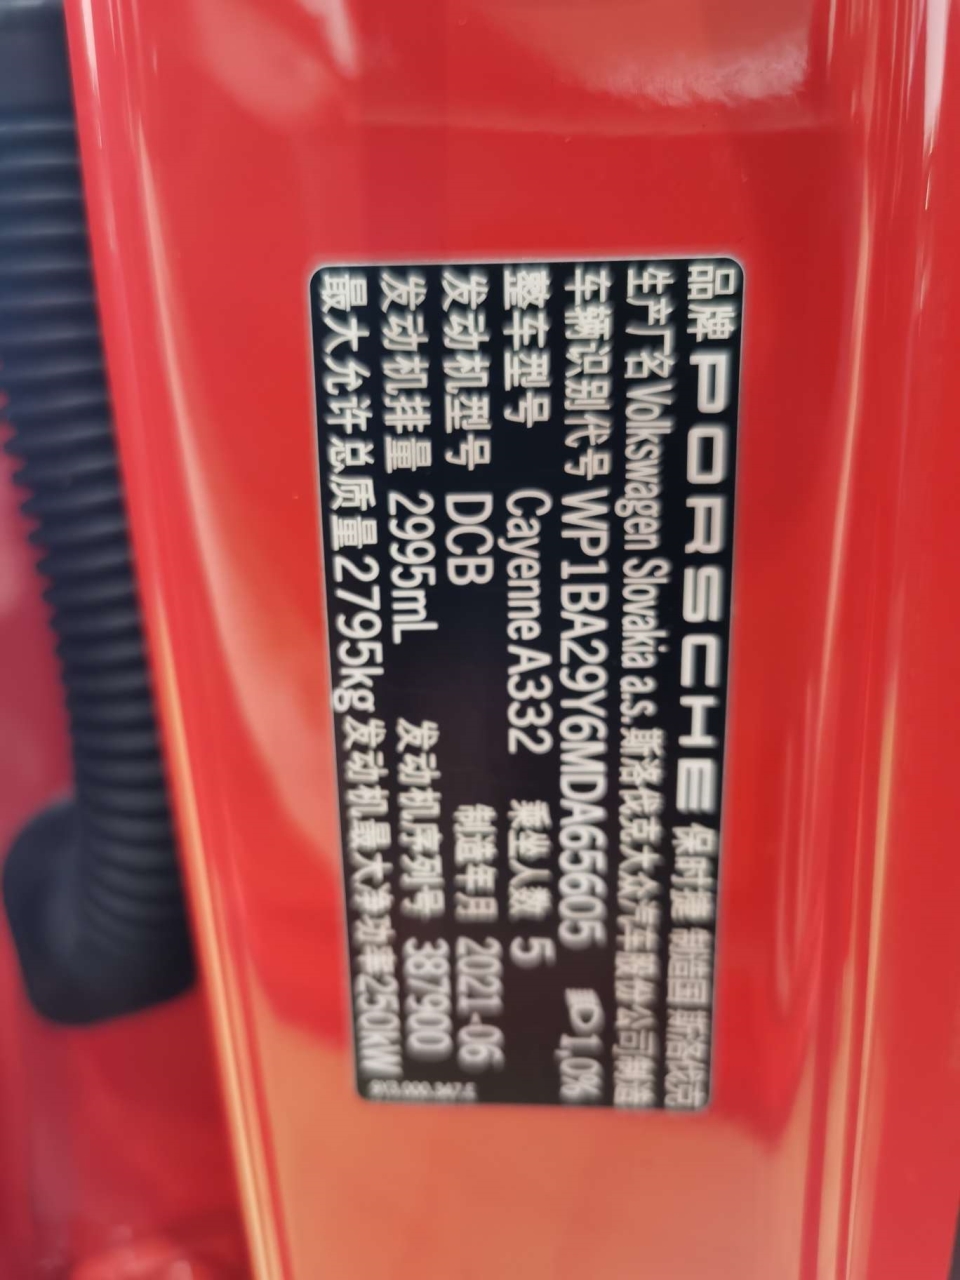 品牌 PORSCHE 保时捷 制造国 斯洛伐克
生产厂名 Volkswagen Slovakia a.s. 斯洛伐克大众汽车股份公司制造
车辆识别代号 WP1BA29Y6MDA65605 1,0%
整车型号 Cayenne A332 乘坐人数 5
发动机型号 DCB 制造年月 2021-06
发动机排量 2995mL 发动机序列号 387900
最大允许总质量 2795kg 发动机最大净功率 250kW